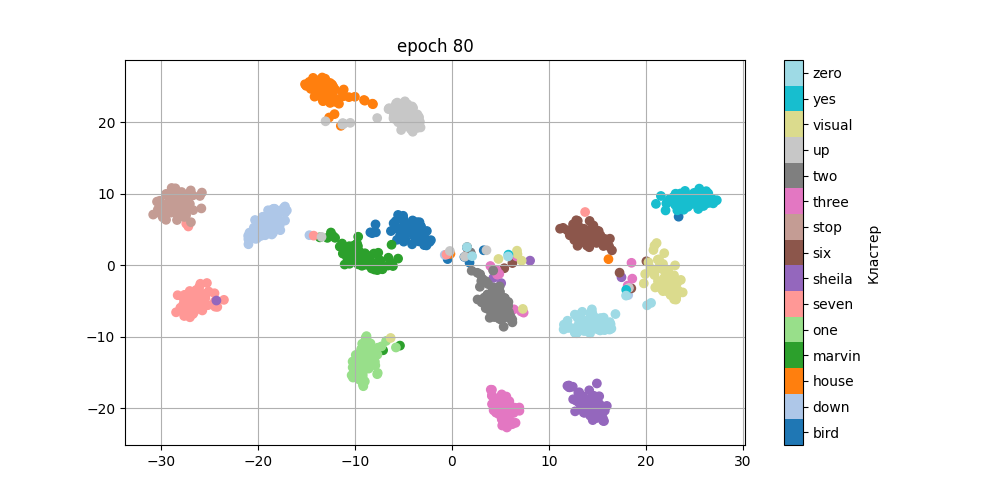 epoch 80
20
10
0
−10
−20
−30
−20
−10
0
10
20
30
zero
yes
visual
up
two
three
stop
six
sheila
seven
one
marvin
house
down
bird
Кластер